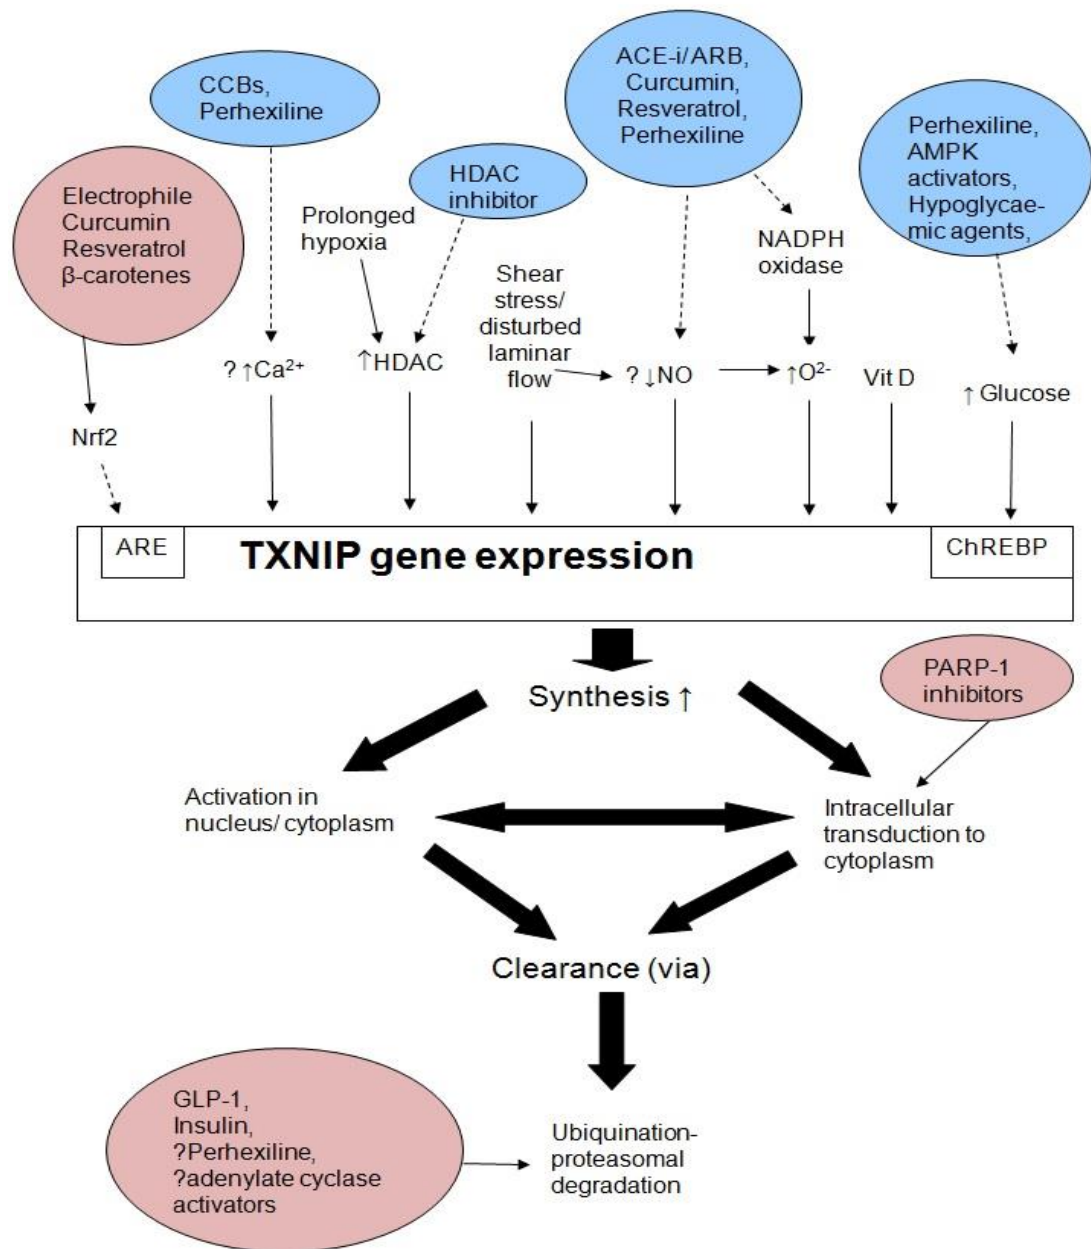 ACE-i/ARB,
Curcumin,
Resveratrol,
Perhexiline
CCBs,
Perhexiline
Perhexiline,
AMPK
activators,
Hypoglycae-
mic agents,
HDAC
inhibitor
Electrophile
Curcumin
Resveratrol
β-carotenes
Prolonged
hypoxia
NADPH
oxidase
Shear
stress/
disturbed
laminar
flow
? ↑Ca²⁺
↑HDAC
? ↓NO
↑O²⁻
Vit D
↑ Glucose
Nrf2
ARE
TXNIP gene expression
ChREBP
Synthesis ↑
PARP-1
inhibitors
Activation in
nucleus/ cytoplasm
Intracellular
transduction to
cytoplasm
Clearance (via)
GLP-1,
Insulin,
?Perhexiline,
?adenylate cyclase
activators
Ubiquination-
proteasomal
degradation